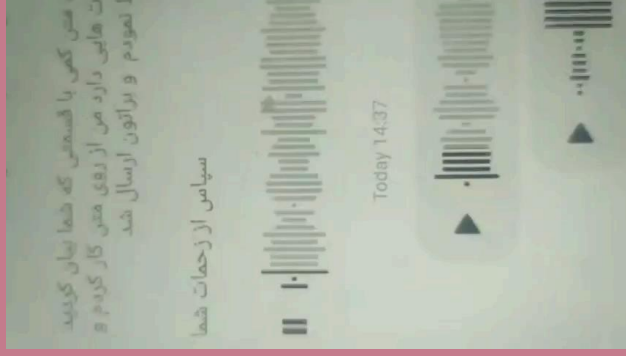 متن کمی با قسمتی که شما بیان کردید
هایی دارد من از روی متن کار کردم و
نمودم و براتون ارسال شد
سپاس از زحمات شما
Today 14:37